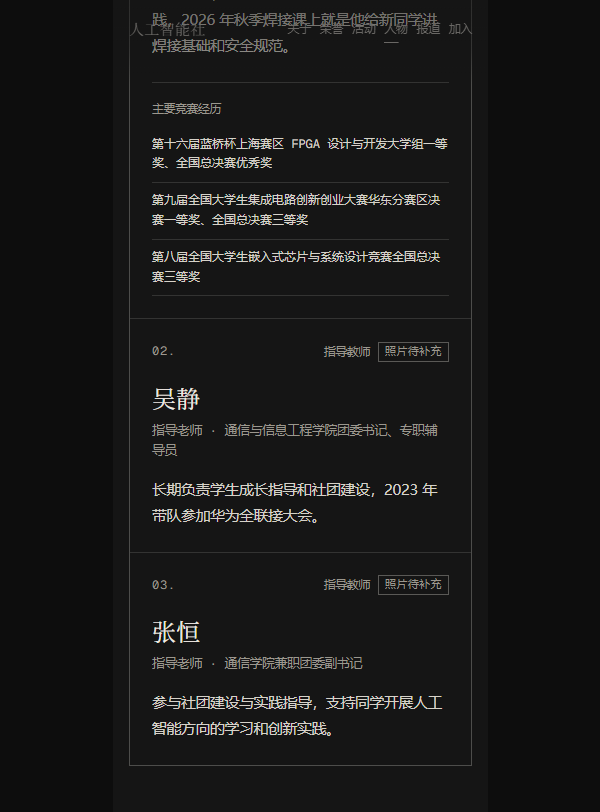 践，2026 年秋季焊接课上就是他给新同学讲
人工智能社 关于 荣誉 活动 人物 报道 加入
焊接基础和安全规范。
主要竞赛经历
第十六届蓝桥杯上海赛区 FPGA 设计与开发大学组一等
奖、全国总决赛优秀奖
第九届全国大学生集成电路创新创业大赛华东分赛区决
赛一等奖、全国总决赛三等奖
第八届全国大学生嵌入式芯片与系统设计竞赛全国总决
赛三等奖
02. 指导教师 照片待补充
吴静
指导老师 · 通信与信息工程学院团委书记、专职辅
导员
长期负责学生成长指导和社团建设，2023 年
带队参加华为全联接大会。
03. 指导教师 照片待补充
张恒
指导老师 · 通信学院兼职团委副书记
参与社团建设与实践指导，支持同学开展人工
智能方向的学习和创新实践。